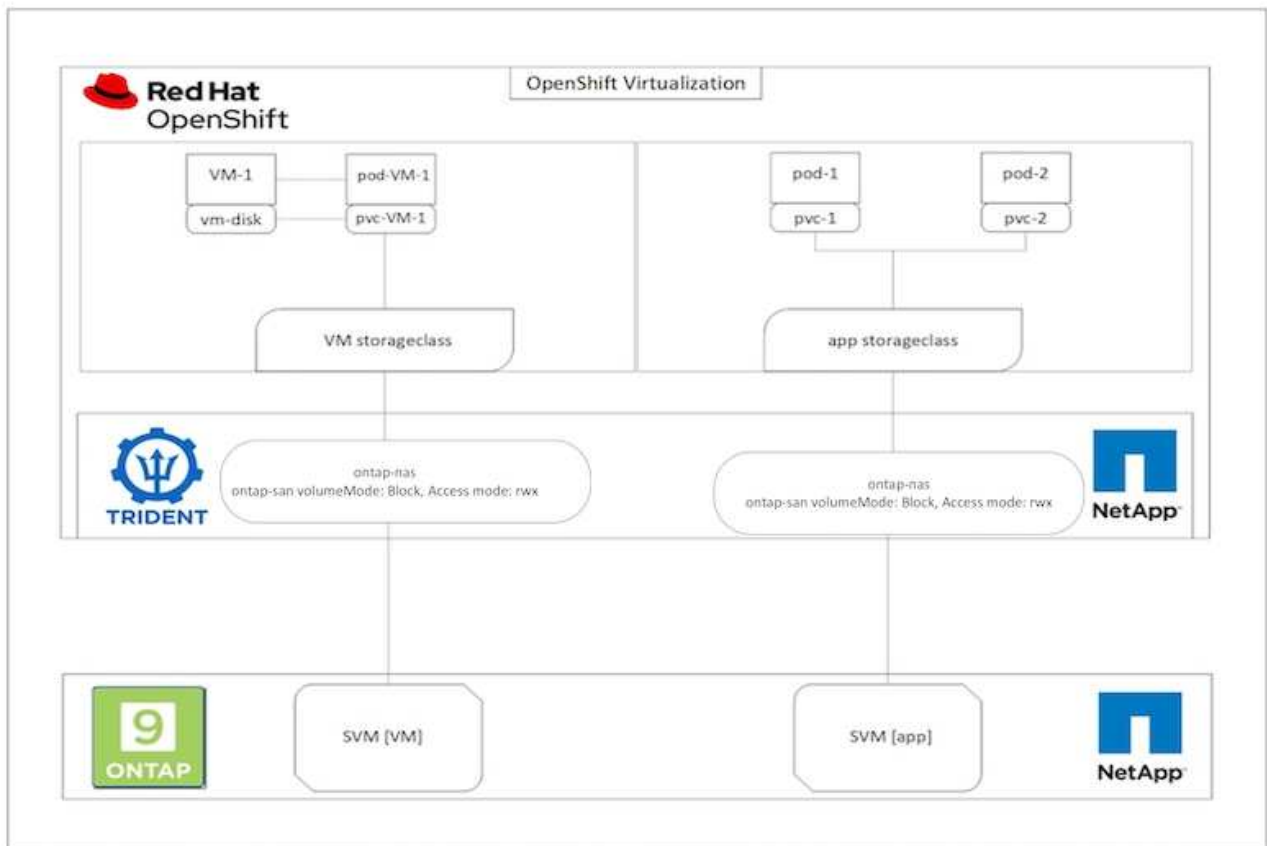 OpenShift Virtualization
Red Hat
OpenShift
VM-1
pod-VM-1
pod-1
pod-2
vm-disk
pvc-VM-1
pvc-1
pvc-2
VM storageclass
app storageclass
TRIDENT
ontap-nas
ontap-san volumeMode: Block, Access mode: rwx
ontap-nas
ontap-san volumeMode: Block, Access mode: rwx
NetApp
9
ONTAP
SVM [VM]
SVM [app]
NetApp